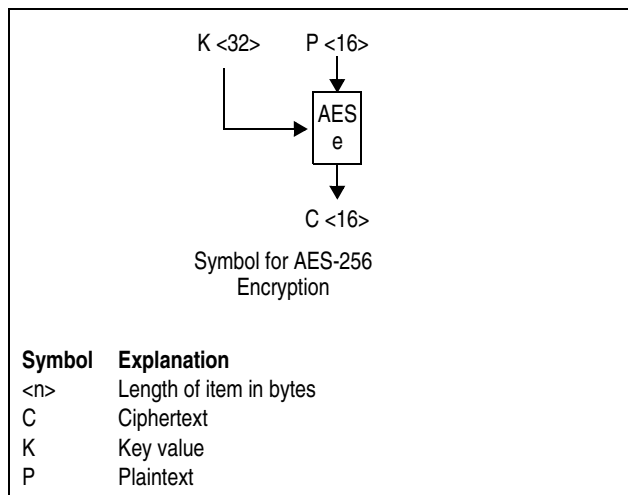 K <32> P <16>
AES
e
C <16>
Symbol for AES-256
Encryption
Symbol Explanation
<n> Length of item in bytes
C Ciphertext
K Key value
P Plaintext